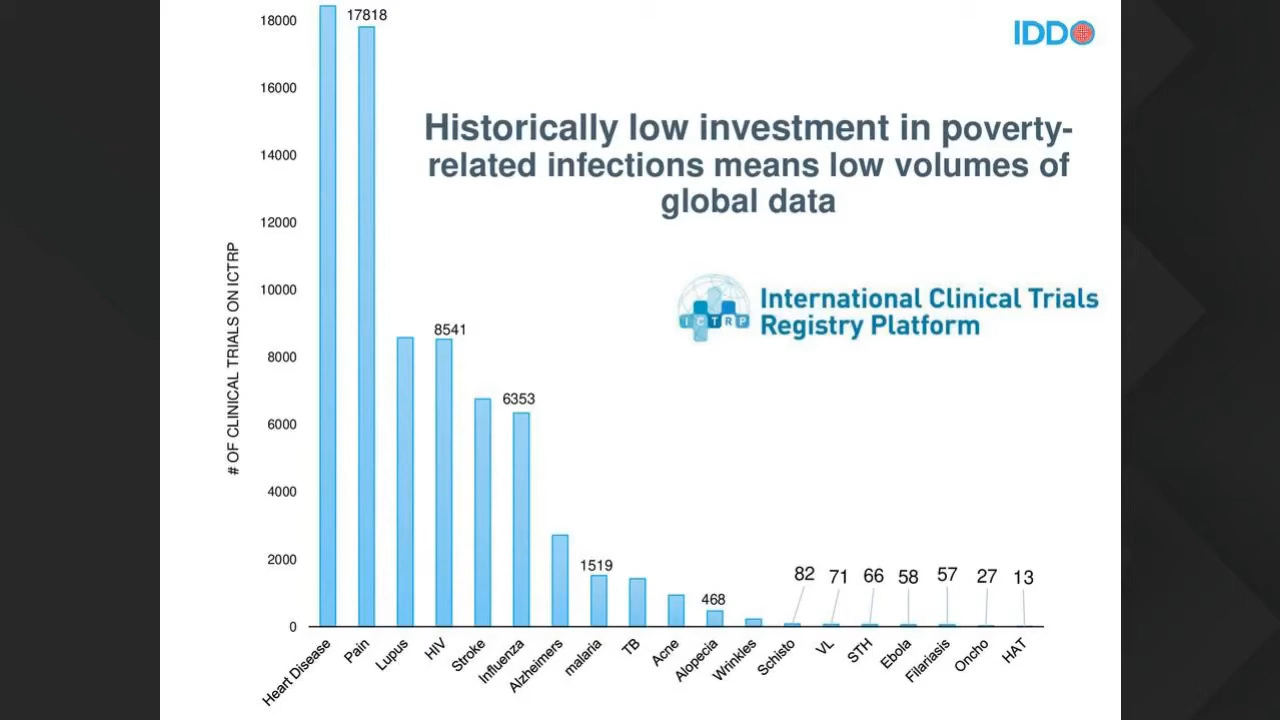 18000
17818
IDDO
16000
Historically low investment in poverty-
related infections means low volumes of
global data
14000
12000
# OF CLINICAL TRIALS ON ICTRP
10000
ICTRP
International Clinical Trials
Registry Platform
8541
8000
6353
6000
4000
2000
1519
468
82 71 66 58 57 27 13
0
Heart Disease
Pain
Lupus
HIV
Stroke
Influenza
Alzheimers
malaria
TB
Acne
Alopecia
Wrinkles
Schisto
VL
STH
Ebola
Filariasis
Oncho
HAT